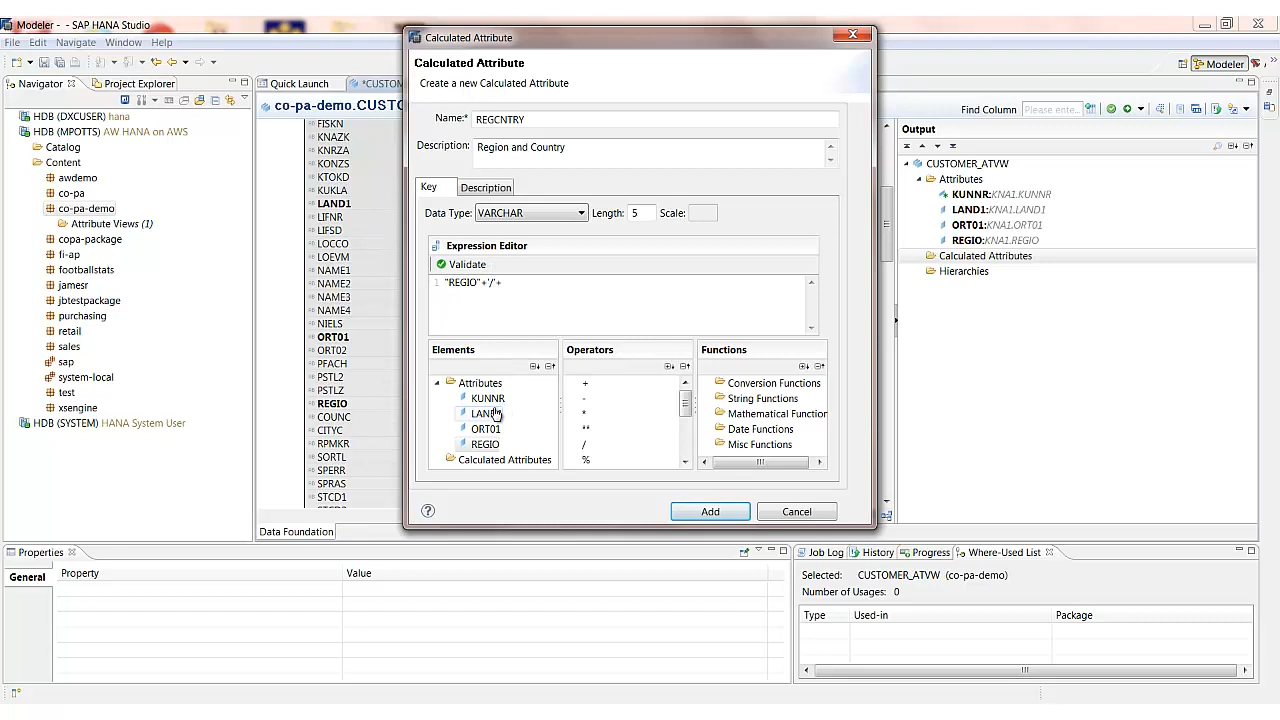 Modeler - - SAP HANA Studio
File Edit Navigate Window Help
Navigator
Project Explorer
Quick Launch
*CUSTOM
Modeler
HDB (DXCUSER) hana
HDB (MPOTTS) AW HANA on AWS
Catalog
Content
awdemo
co-pa
co-pa-demo
Attribute Views (1)
copa-package
fi-ap
footballstats
jamesr
jbtestpackage
purchasing
retail
sales
sap
system-local
test
xsengine
HDB (SYSTEM) HANA System User
co-pa-demo.CUST
FISKN
KNAZK
KNRZA
KONZS
KTOKD
KUKLA
LAND1
LIFNR
LIFSD
LOCCO
LOEVM
NAME1
NAME2
NAME3
NAME4
NIELS
ORT01
ORT02
PFACH
PSTL2
PSTLZ
REGIO
COUNC
CITYC
RPMKR
SORTL
SPERR
SPRAS
STCD1
Data Foundation
Calculated Attribute
Calculated Attribute
Create a new Calculated Attribute
Name:* REGCNTRY
Description: Region and Country
Key Description
Data Type: VARCHAR Length: 5 Scale:
Expression Editor
Validate
1 "REGIO"+'/'+
Elements
Attributes
KUNNR
LAND
ORT01
REGIO
Calculated Attributes
Operators
+
-
*
**
/
%
Functions
Conversion Functions
String Functions
Mathematical Function
Date Functions
Misc Functions
Add Cancel
Find Column Please ente...
Output
CUSTOMER_ATVW
Attributes
KUNNR:KNA1.KUNNR
LAND1:KNA1.LAND1
ORT01:KNA1.ORT01
REGIO:KNA1.REGIO
Calculated Attributes
Hierarchies
Properties
General
Property Value
Job Log History Progress Where-Used List
Selected: CUSTOMER_ATVW (co-pa-demo)
Number of Usages: 0
Type Used-in Package